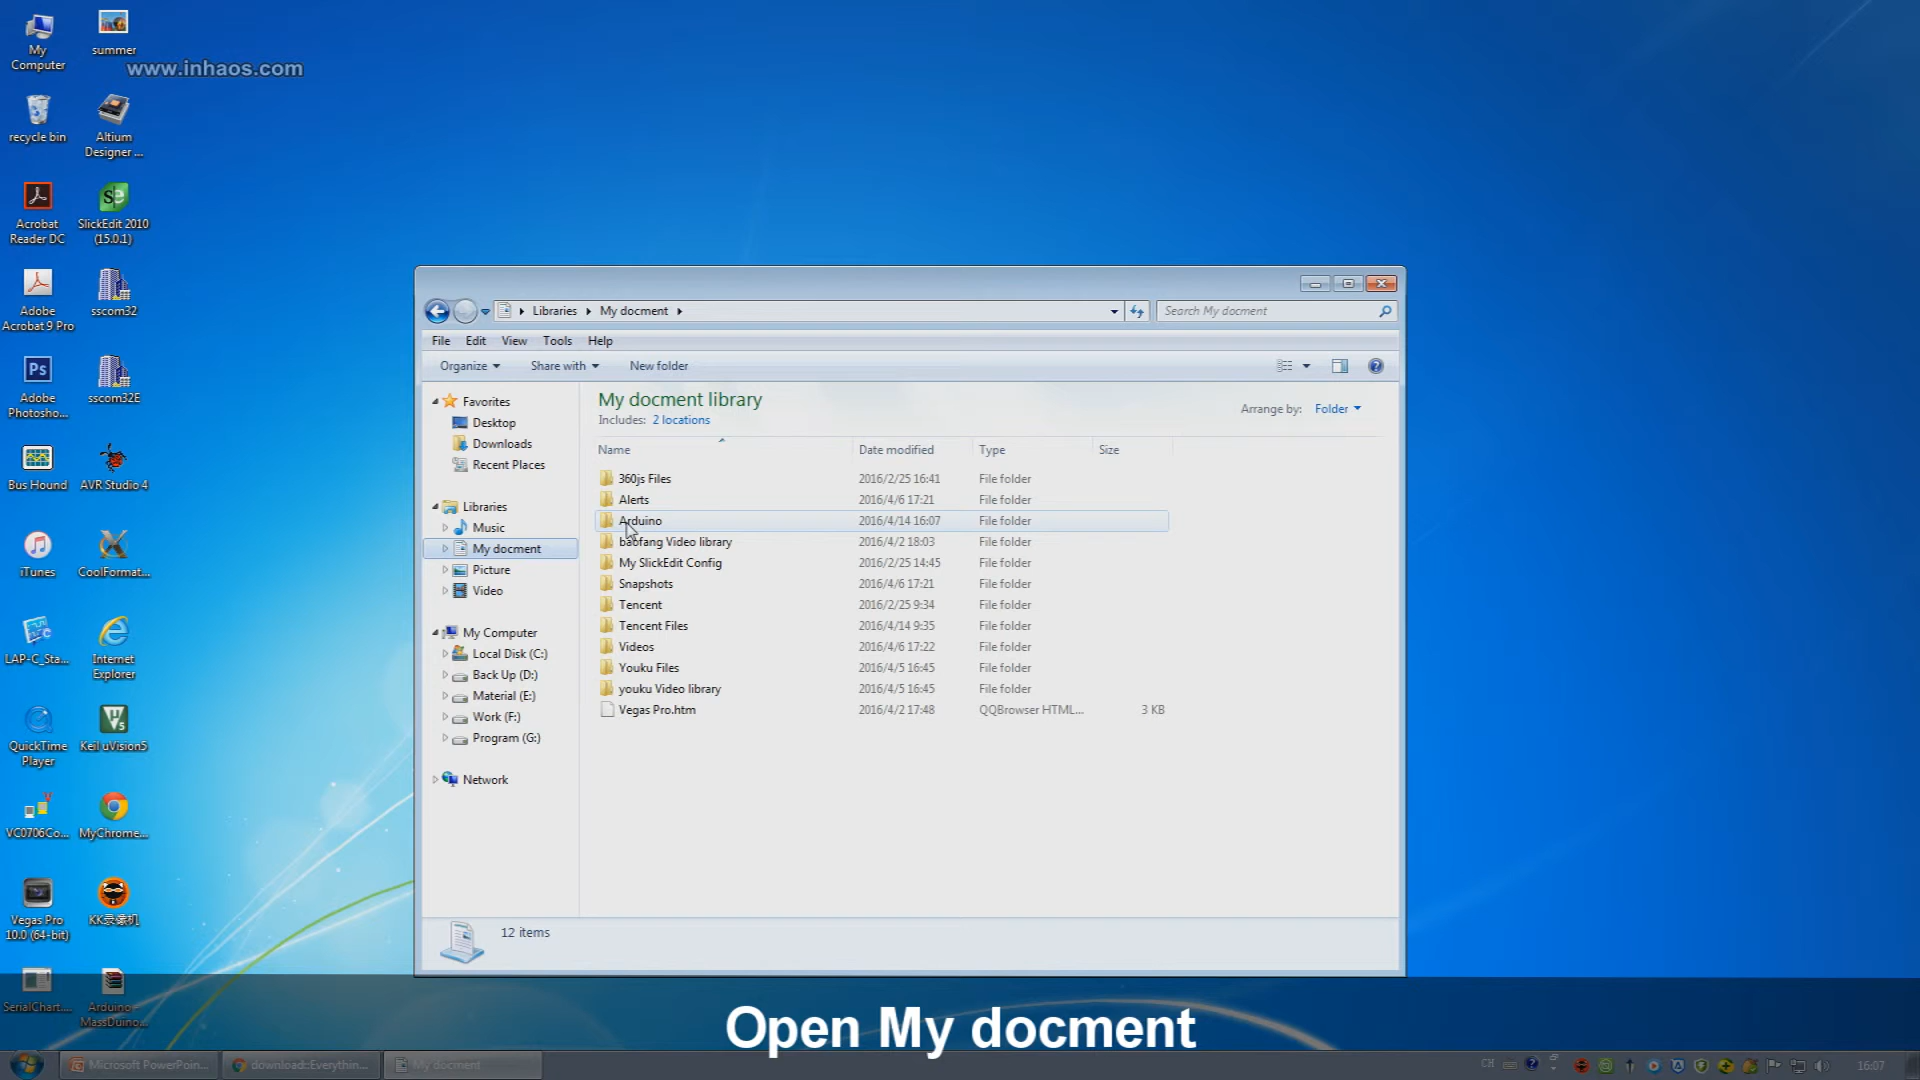 My
Computer
summer
www.inhaos.com
recycle bin
Altium
Designer ...
Acrobat
Reader DC
SlickEdit 2010
(15.0.1)
Adobe
Acrobat 9 Pro
sscom32
Ps
Adobe
Photosho...
sscom32E
Bus Hound
AVR Studio 4
iTunes
CoolFormat...
LAP-C_Sta...
Internet
Explorer
QuickTime
Player
Keil uVision5
VC0706Co...
MyChrome...
Vegas Pro
10.0 (64-bit)
KK录像机
SerialChart...
Arduino -
MassDuino...
Libraries
My docment
Search My docment
File Edit View Tools Help
Organize Share with New folder
Favorites
Desktop
Downloads
Recent Places
Libraries
Music
My docment
Picture
Video
My Computer
Local Disk (C:)
Back Up (D:)
Material (E:)
Work (F:)
Program (G:)
Network
My docment library
Includes: 2 locations
Arrange by: Folder
Name Date modified Type Size
360js Files 2016/2/25 16:41 File folder
Alerts 2016/4/6 17:21 File folder
Arduino 2016/4/14 16:07 File folder
baofang Video library 2016/4/2 18:03 File folder
My SlickEdit Config 2016/2/25 14:45 File folder
Snapshots 2016/4/6 17:21 File folder
Tencent 2016/2/25 9:34 File folder
Tencent Files 2016/4/14 9:35 File folder
Videos 2016/4/6 17:22 File folder
Youku Files 2016/4/5 16:45 File folder
youku Video library 2016/4/5 16:45 File folder
Vegas Pro.htm 2016/4/2 17:48 QQBrowser HTML... 3 KB
12 items
Open My docment
Microsoft PowerPoin...
download::Everythin...
My docment
CH
16:07